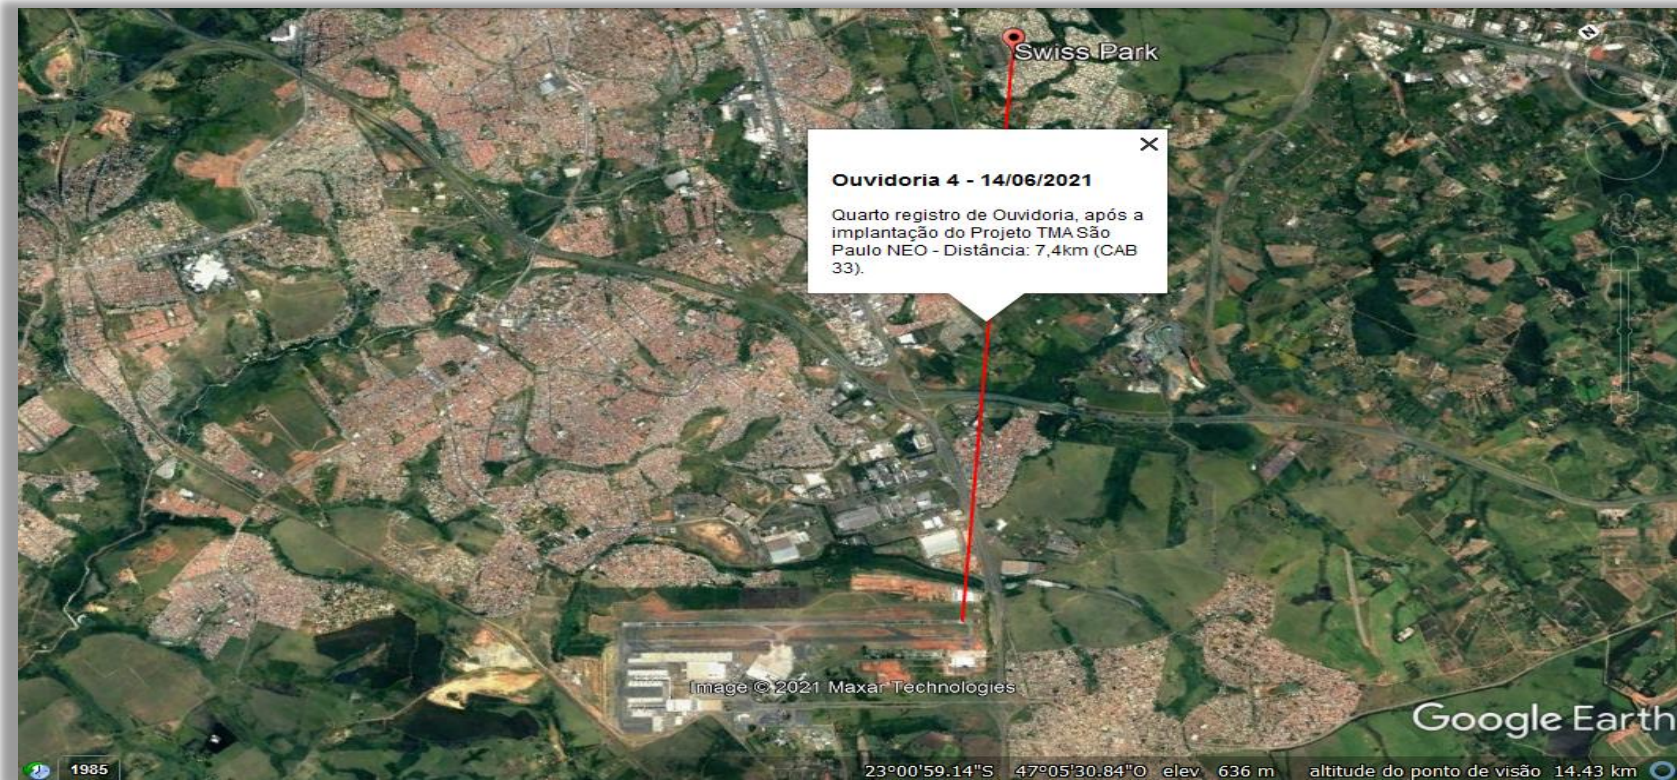 N
Swiss Park
Ouvidoria 4 - 14/06/2021
Quarto registro de Ouvidoria, após a
implantação do Projeto TMA São
Paulo NEO - Distância: 7,4km (CAB
33).
Image © 2021 Maxar Technologies
Google Earth
1985
23°00'59.14"S 47°05'30.84"O elev 636 m altitude do ponto de visão 14.43 km